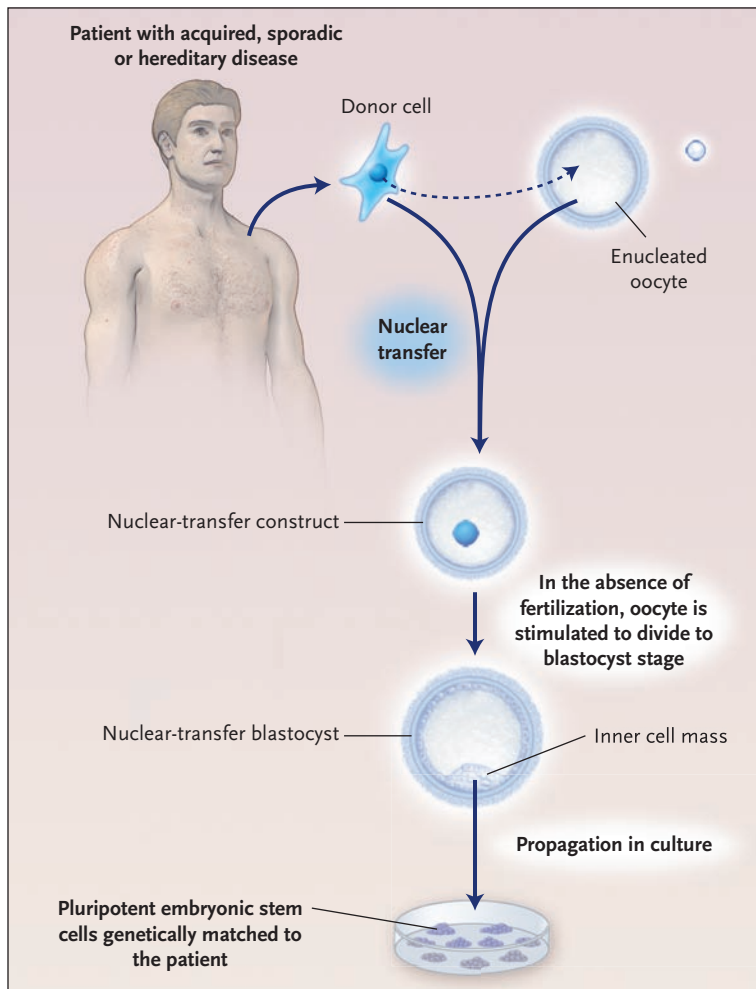 Patient with acquired, sporadic
or hereditary disease
Donor cell
Enucleated
oocyte
Nuclear
transfer
Nuclear-transfer construct
In the absence of
fertilization, oocyte is
stimulated to divide to
blastocyst stage
Nuclear-transfer blastocyst
Inner cell mass
Propagation in culture
Pluripotent embryonic stem
cells genetically matched to
the patient